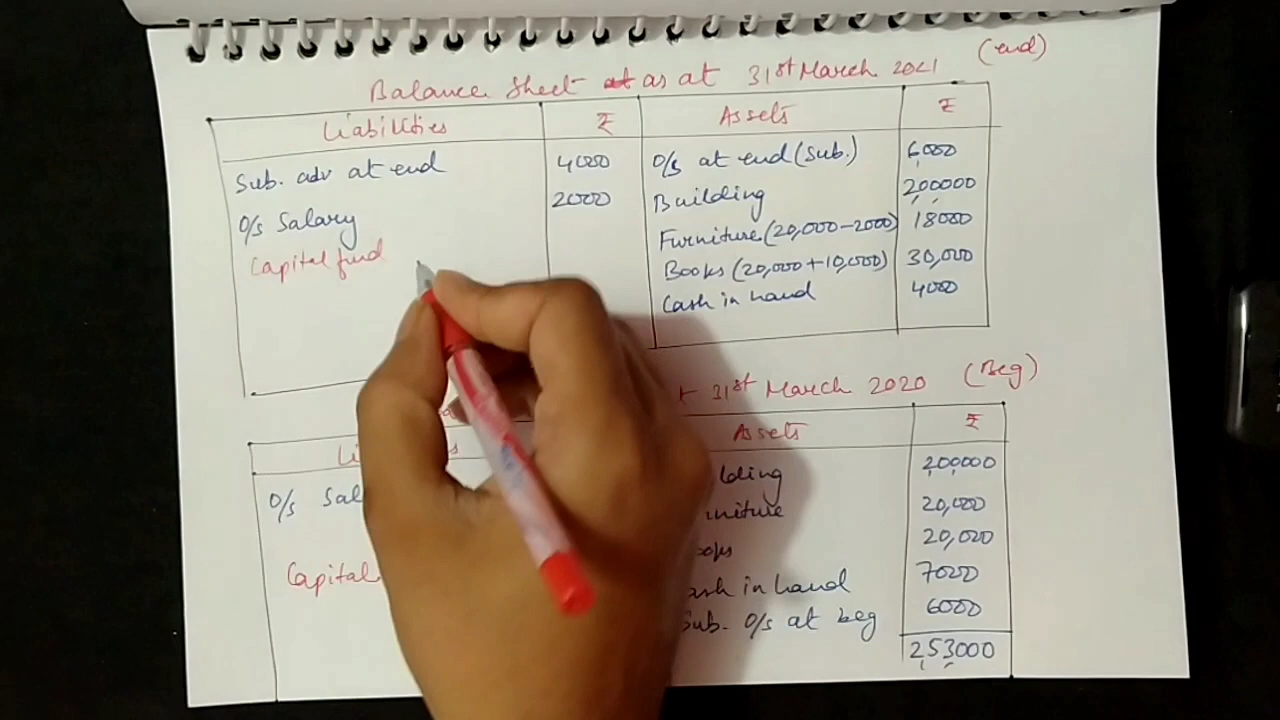 (end)
Balance Sheet at as at 31st March 2021
Liabilities ₹ Assets ₹
Sub. adv at end 4000 O/s at end (Sub.) 6000
O/s Salary 2000 Building 200000
Capital fund Furniture (20,000-2000) 18000
Books (20,000+10,000) 30,000
Cash in hand 4000
31st March 2020 (Beg)
Assets ₹
O/s Sal lding 200000
niture 20,000
20,000
Capital ash in hand 7000
Sub. O/s at beg 6000
253000